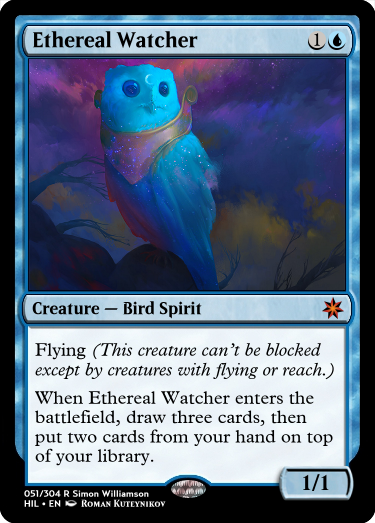 Ethereal Watcher 1
Creature — Bird Spirit
Flying (This creature can't be blocked
except by creatures with flying or reach.)
When Ethereal Watcher enters the
battlefield, draw three cards, then
put two cards from your hand on top
of your library.
1/1
051/304 R Simon Williamson
HIL • EN Roman Kuteynikov